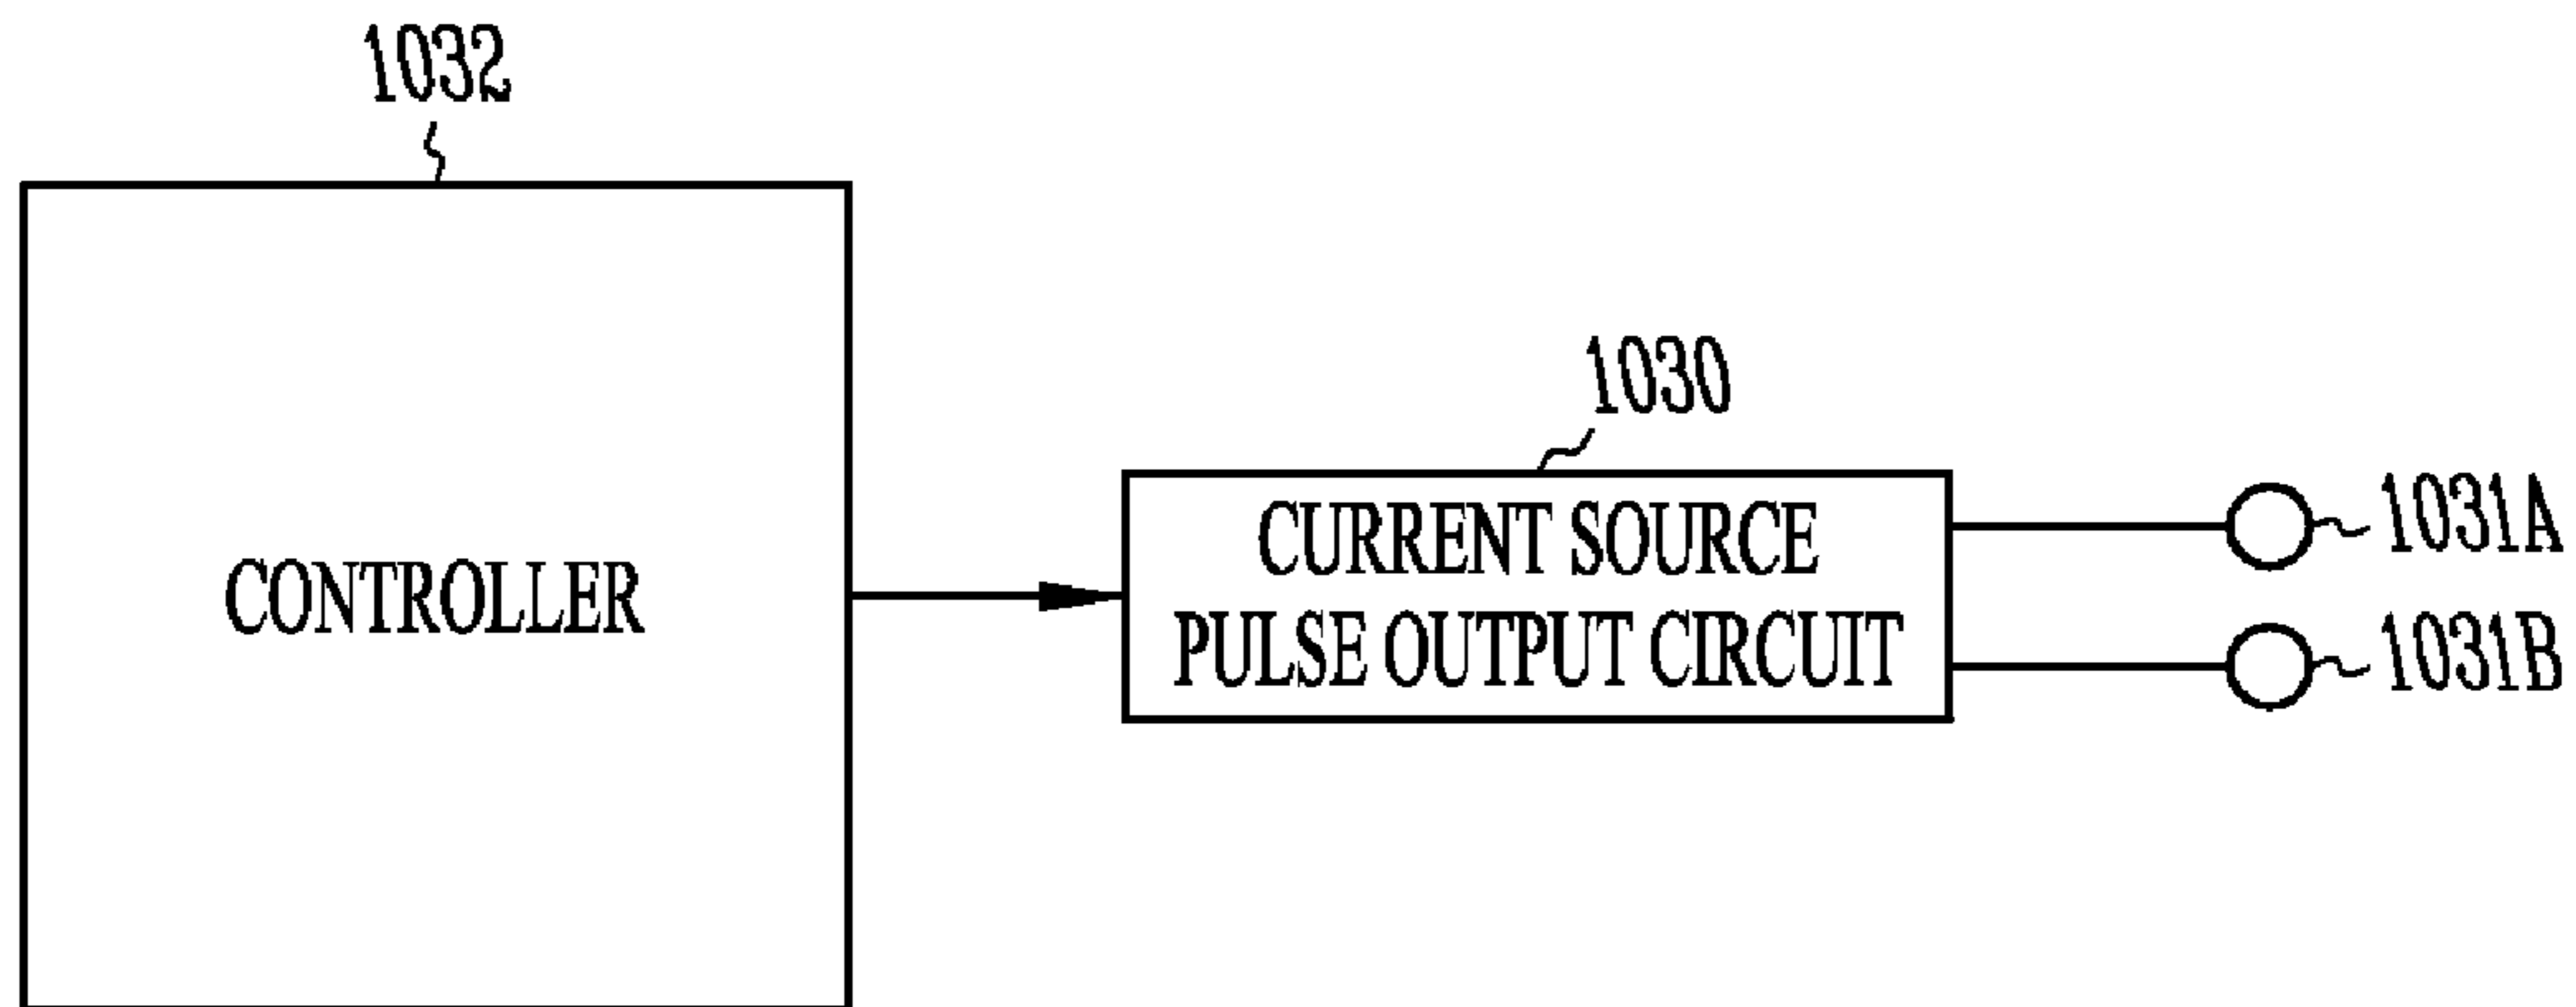 1032
1030
CURRENT SOURCE
PULSE OUTPUT CIRCUIT
1031A
1031B
CONTROLLER